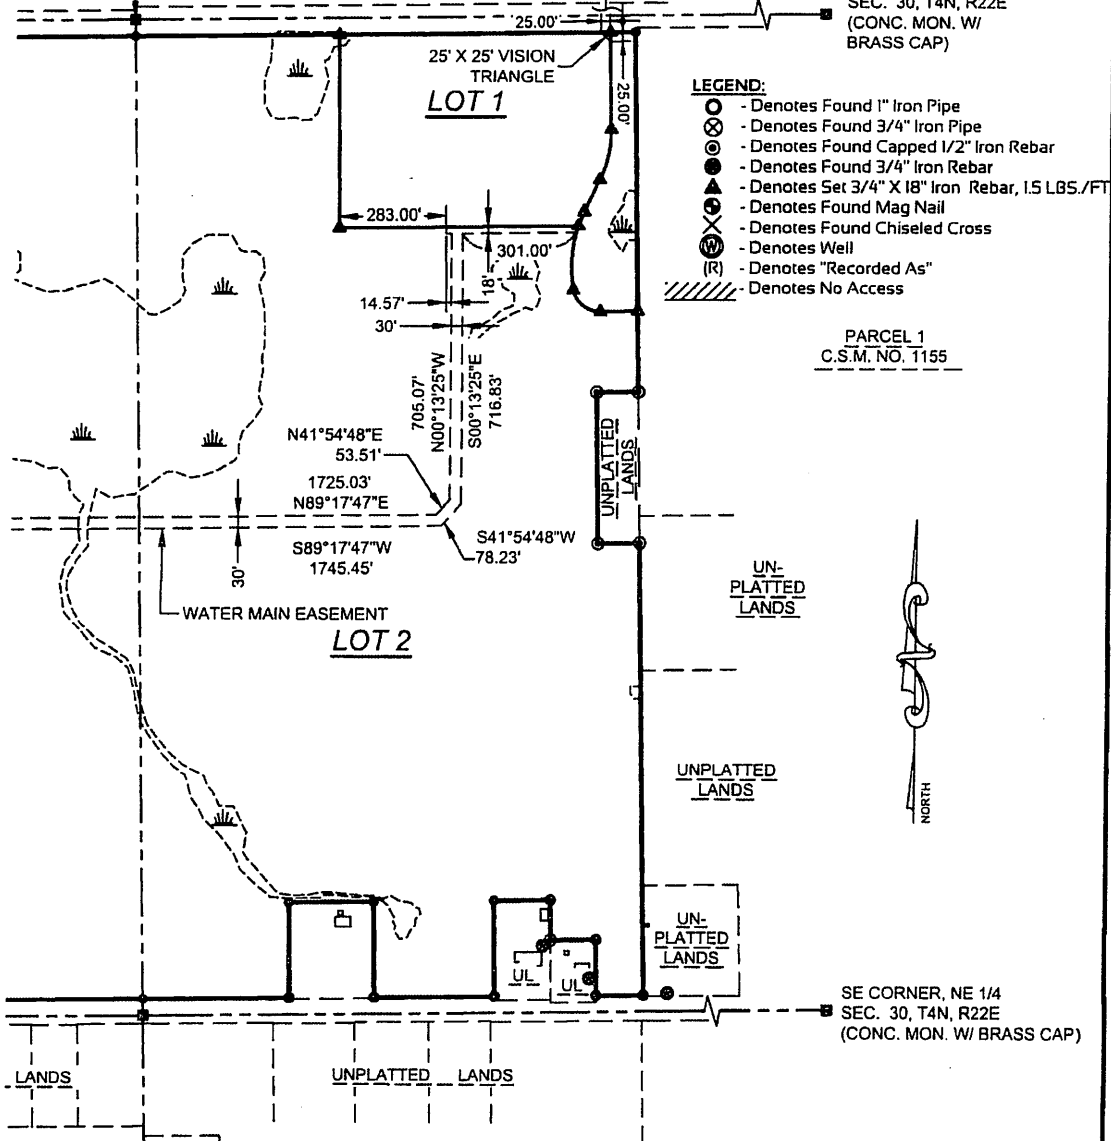 SEC. 30, T4N, R22E
(CONC. MON. W/
BRASS CAP)
25.00'
25' X 25' VISION
TRIANGLE
25.00'
LOT 1
LEGEND:
- Denotes Found 1" Iron Pipe
- Denotes Found 3/4" Iron Pipe
- Denotes Found Capped 1/2" Iron Rebar
- Denotes Found 3/4" Iron Rebar
- Denotes Set 3/4" X 18" Iron Rebar, 1.5 LBS./FT
- Denotes Found Mag Nail
- Denotes Found Chiseled Cross
W - Denotes Well
(R) - Denotes "Recorded As"
- Denotes No Access
283.00'
301.00'
18'
14.57'
30'
PARCEL 1
C.S.M. NO. 1155
705.07'
N00°13'25"W
S00°13'25"E
716.83'
UNPLATTED
LANDS
N41°54'48"E
53.51'
1725.03'
N89°17'47"E
S89°17'47"W
1745.45'
30'
S41°54'48"W
78.23'
WATER MAIN EASEMENT
LOT 2
UN-
PLATTED
LANDS
UNPLATTED
LANDS
NORTH
UN-
PLATTED
LANDS
UL
UL
SE CORNER, NE 1/4
SEC. 30, T4N, R22E
(CONC. MON. W/ BRASS CAP)
LANDS
UNPLATTED LANDS